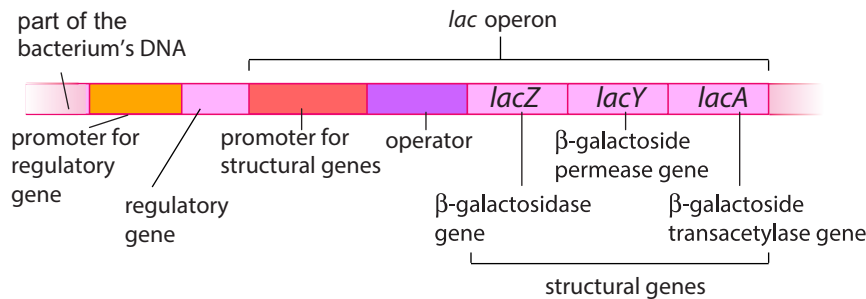 part of the
bacterium's DNA
lac operon
lacZ
lacY
lacA
promoter for
regulatory
gene
regulatory
gene
promoter for
structural genes
operator
β-galactosidase
gene
β-galactoside
permease gene
β-galactoside
transacetylase gene
structural genes